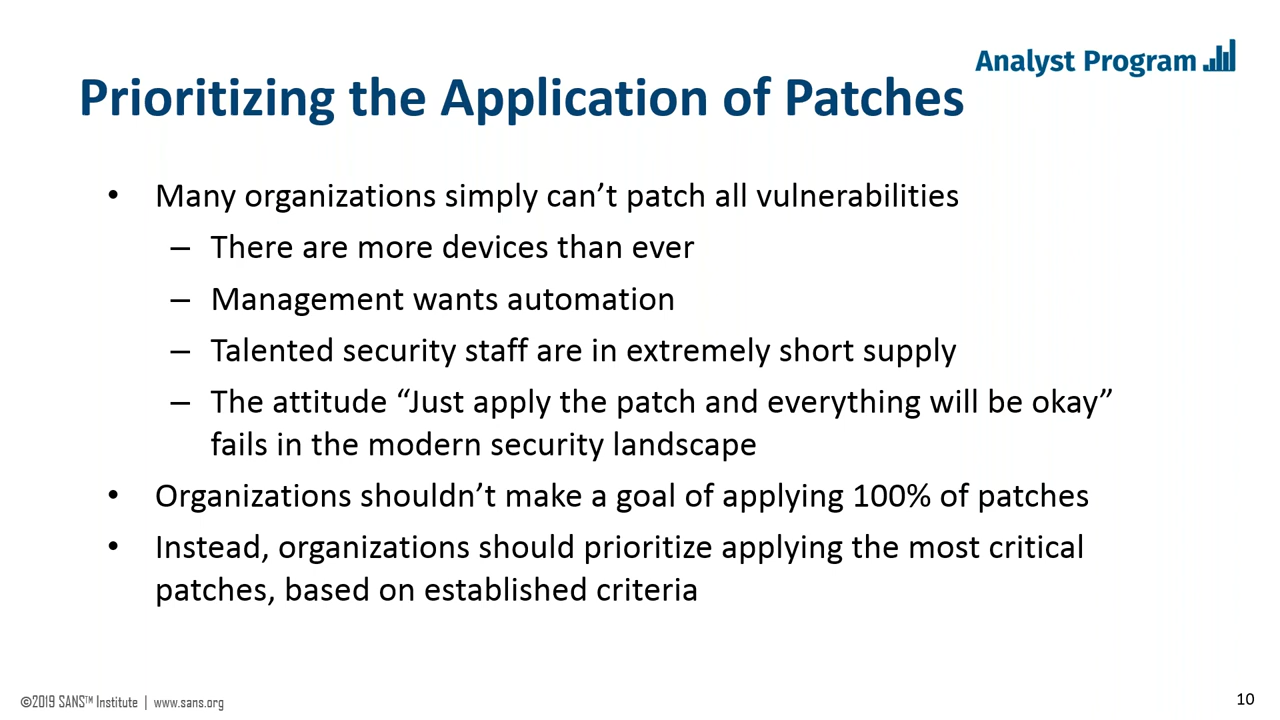 Analyst Program
Prioritizing the Application of Patches
• Many organizations simply can’t patch all vulnerabilities
– There are more devices than ever
– Management wants automation
– Talented security staff are in extremely short supply
– The attitude “Just apply the patch and everything will be okay”
fails in the modern security landscape
• Organizations shouldn’t make a goal of applying 100% of patches
• Instead, organizations should prioritize applying the most critical
patches, based on established criteria
©2019 SANS™ Institute | www.sans.org
10